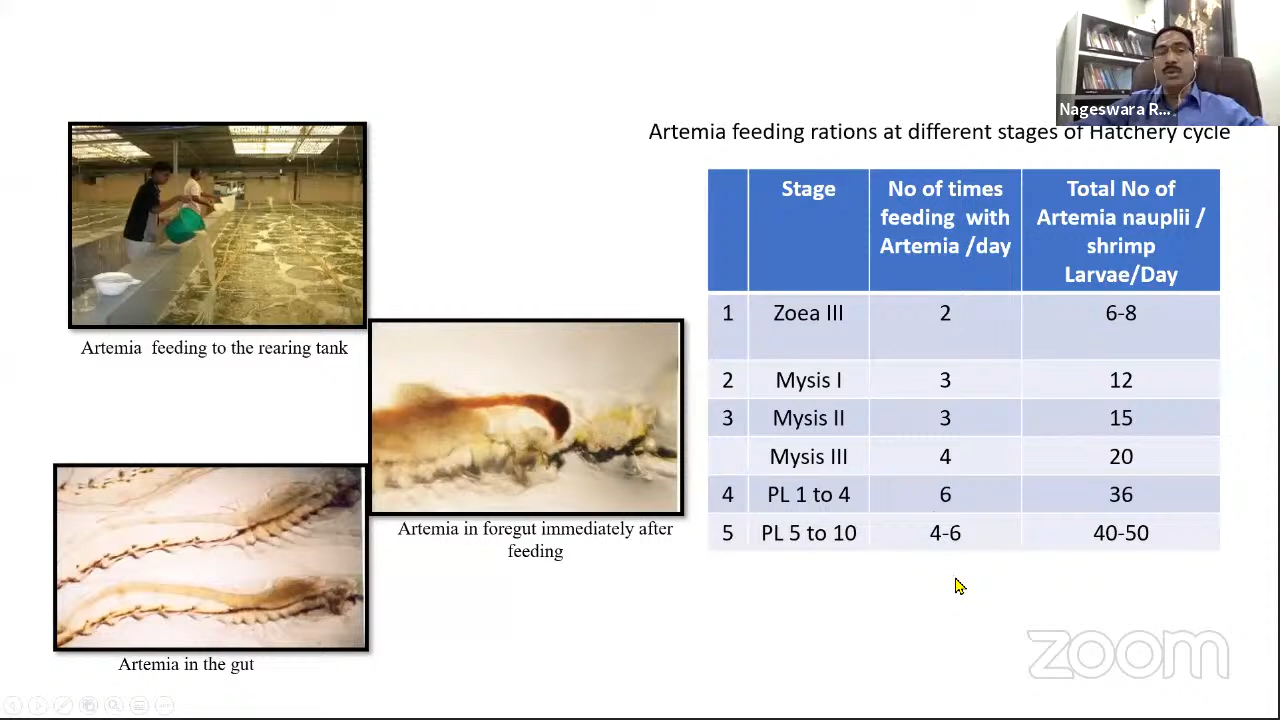 Nageswara R...
Artemia feeding rations at different stages of Hatchery cycle
Stage
No of times
feeding with
Artemia /day
Total No of
Artemia nauplii /
shrimp
Larvae/Day
1 Zoea III 2 6-8
2 Mysis I 3 12
3 Mysis II 3 15
Mysis III 4 20
4 PL 1 to 4 6 36
5 PL 5 to 10 4-6 40-50
Artemia feeding to the rearing tank
Artemia in foregut immediately after
feeding
Artemia in the gut
zoom